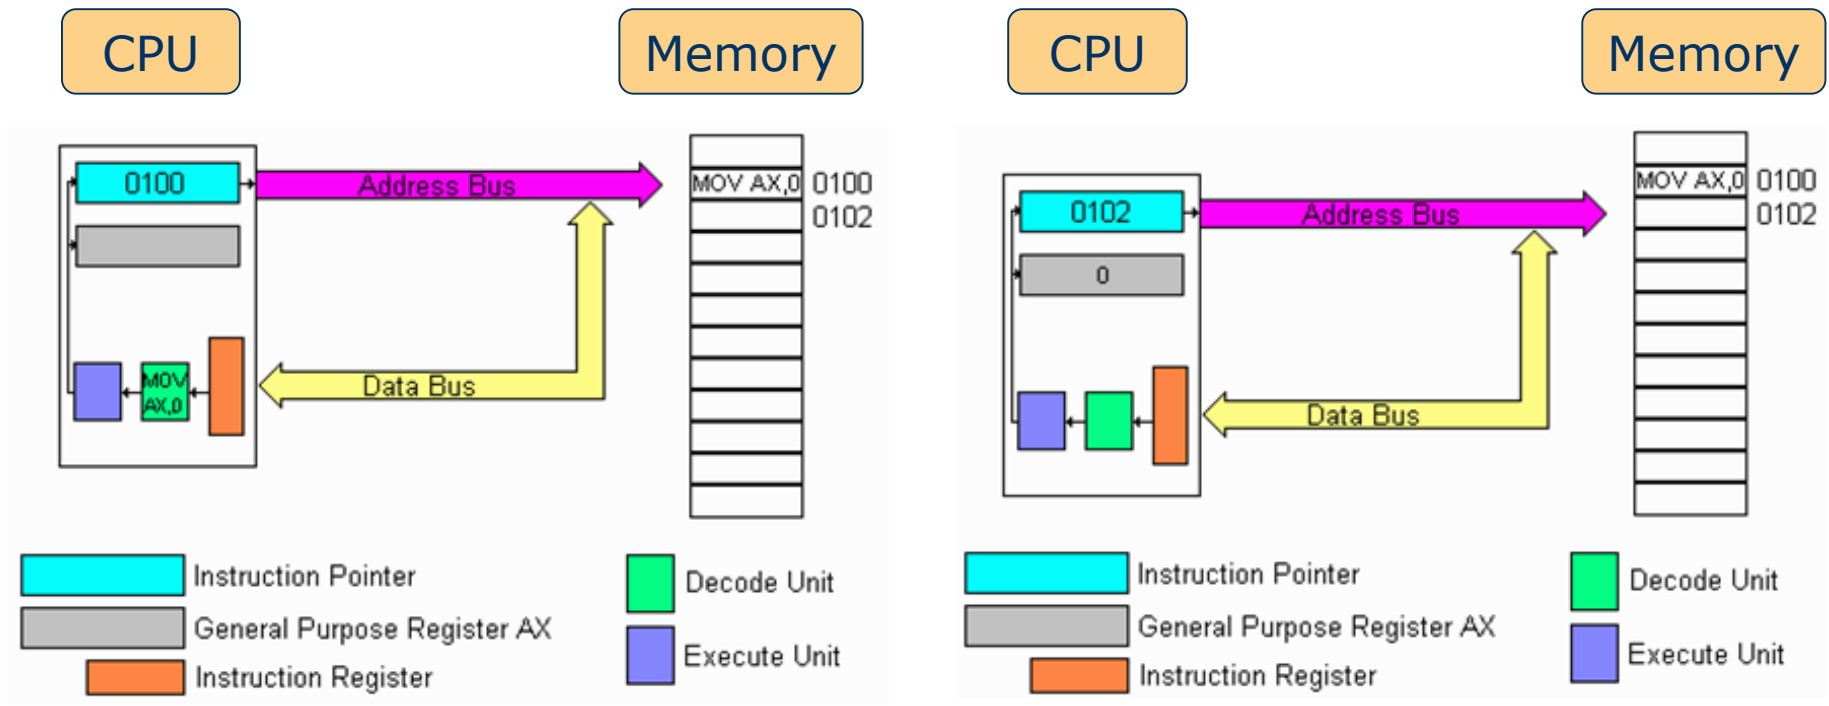 CPU
Memory
0100
Address Bus
MOV AX,0
0100
0102
MOV
AX,0
Data Bus
Instruction Pointer
General Purpose Register AX
Instruction Register
Decode Unit
Execute Unit
CPU
Memory
0102
Address Bus
MOV AX,0
0100
0102
0
Data Bus
Instruction Pointer
General Purpose Register AX
Instruction Register
Decode Unit
Execute Unit